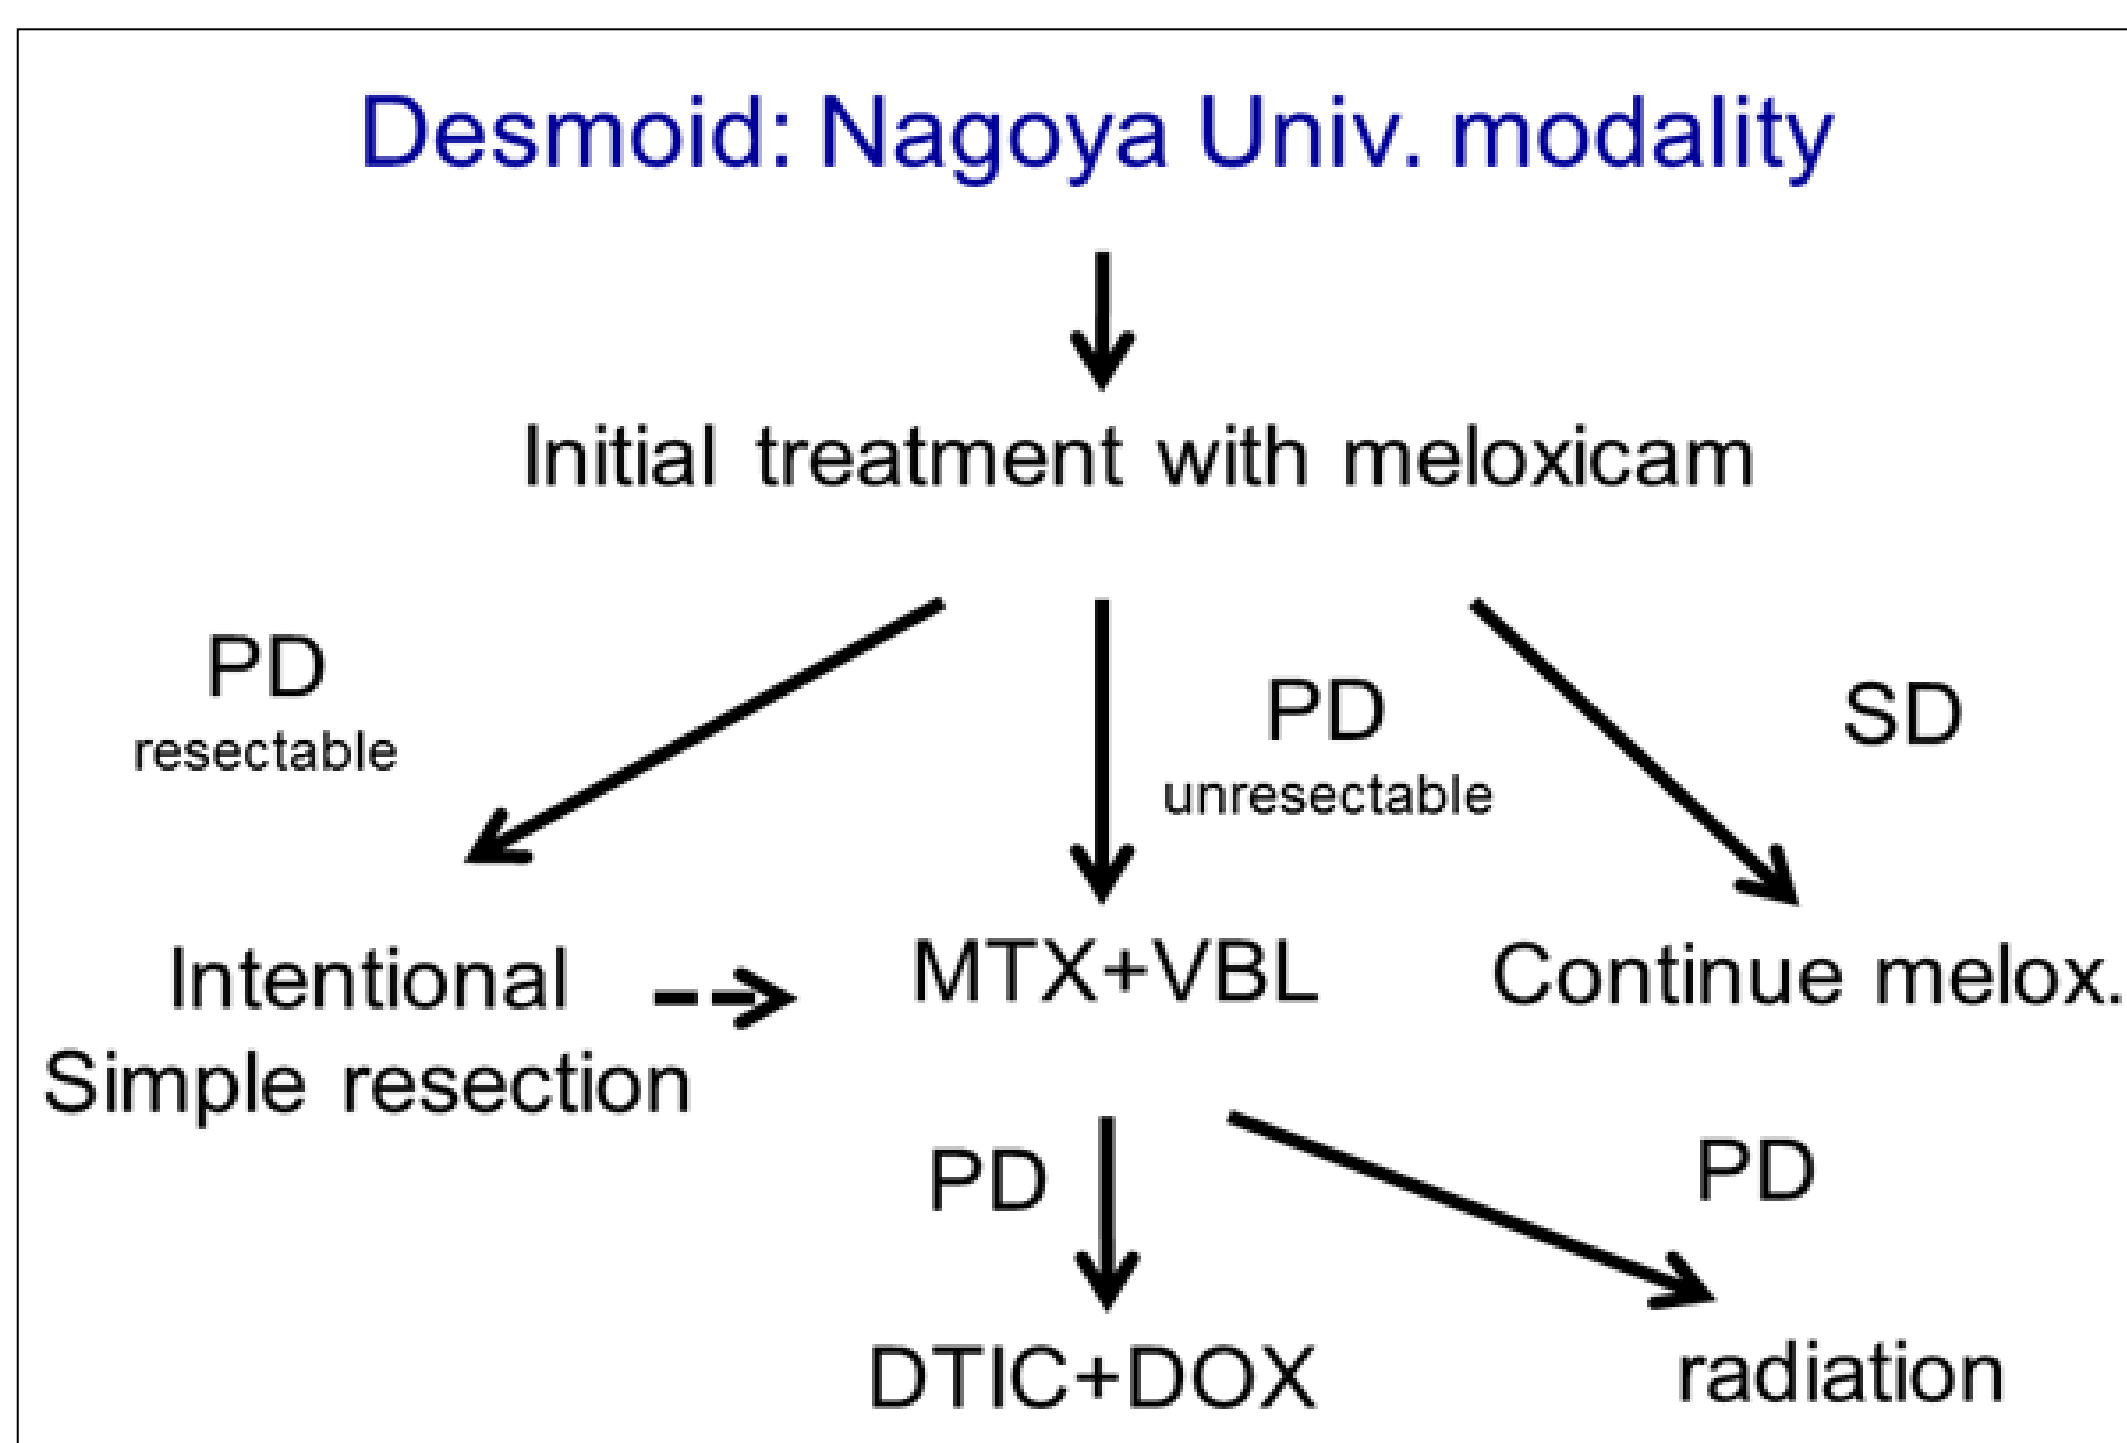 Desmoid: Nagoya Univ. modality
Initial treatment with meloxicam
PD
resectable
PD
unresectable
SD
Intentional
Simple resection
MTX+VBL
Continue melox.
PD
PD
DTIC+DOX
radiation